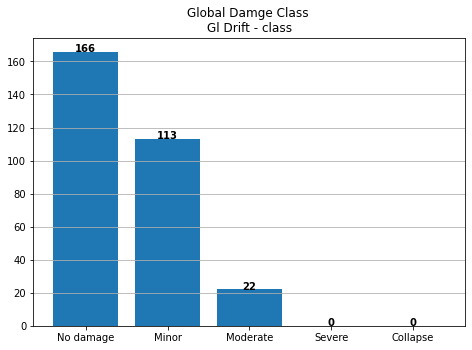 Global Damge Class
Gl Drift - class
160
140
120
100
80
60
40
20
0
166
113
22
0
0
No damage
Minor
Moderate
Severe
Collapse